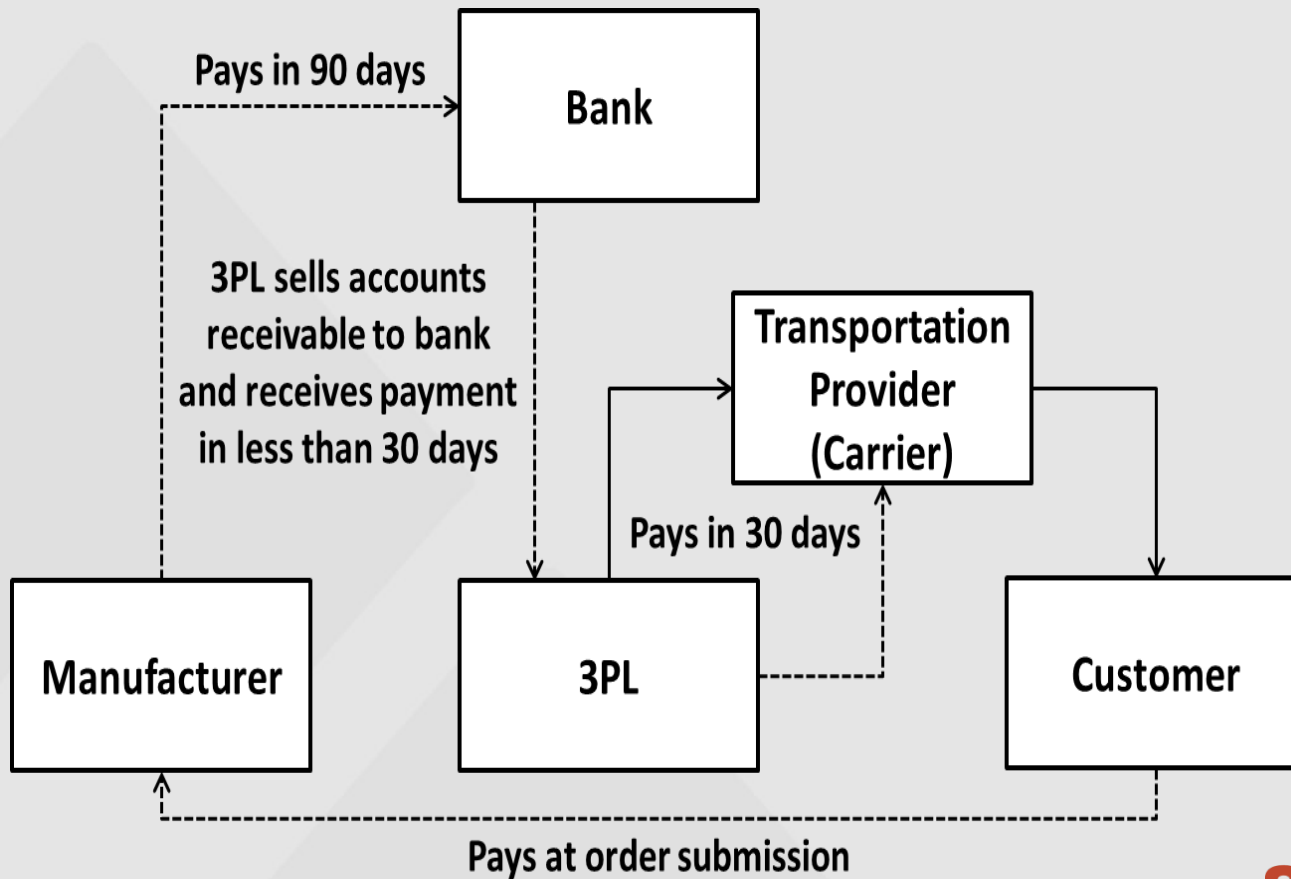 Pays in 90 days
Bank
3PL sells accounts
receivable to bank
and receives payment
in less than 30 days
Transportation
Provider
(Carrier)
Pays in 30 days
Manufacturer
3PL
Customer
Pays at order submission